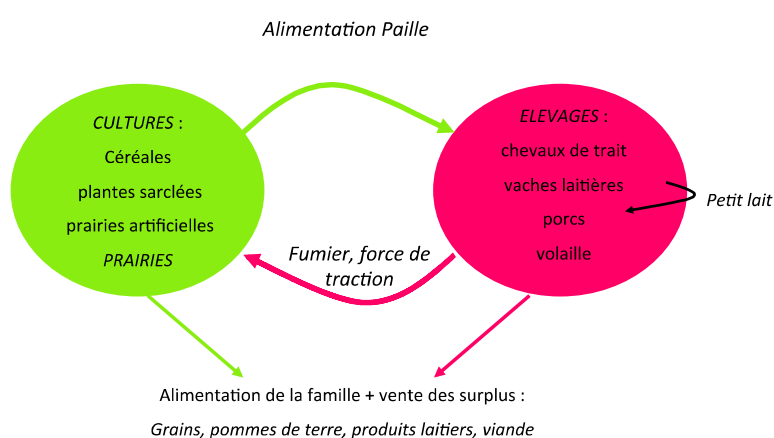 Alimentation Paille
CULTURES :
Céréales
plantes sarclées
prairies artificielles
PRAIRIES
ELEVAGES :
chevaux de trait
vaches laitières
porcs
volaille
Petit lait
Fumier, force de
traction
Alimentation de la famille + vente des surplus :
Grains, pommes de terre, produits laitiers, viande